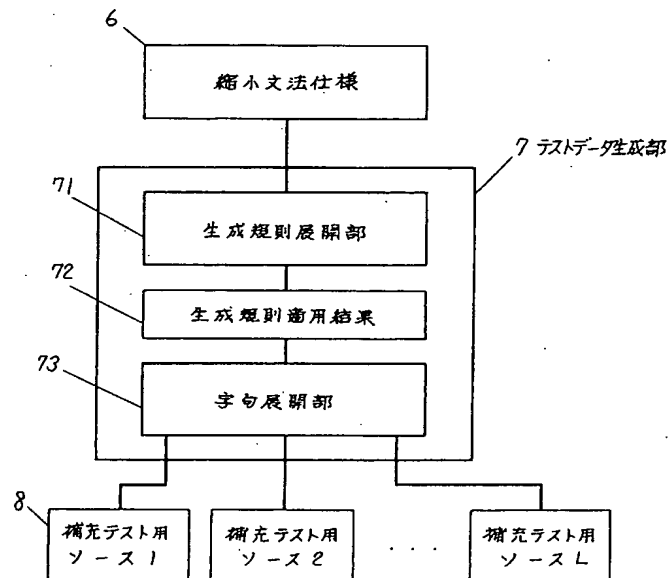 6
縮小文法仕様
7 テストデータ生成部
71
生成規則展開部
72
生成規則適用結果
73
字句展開部
8
補充テスト用
ソース1
補充テスト用
ソース2
・・・
補充テスト用
ソースL